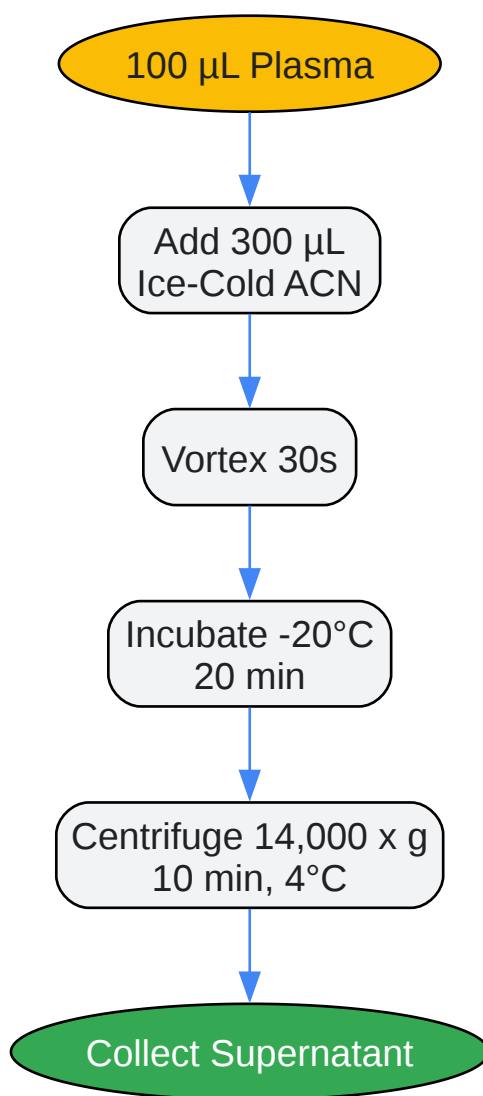 100 µL Plasma
Add 300 µL
Ice-Cold ACN
Vortex 30s
Incubate -20°C
20 min
Centrifuge 14,000 x g
10 min, 4°C
Collect Supernatant